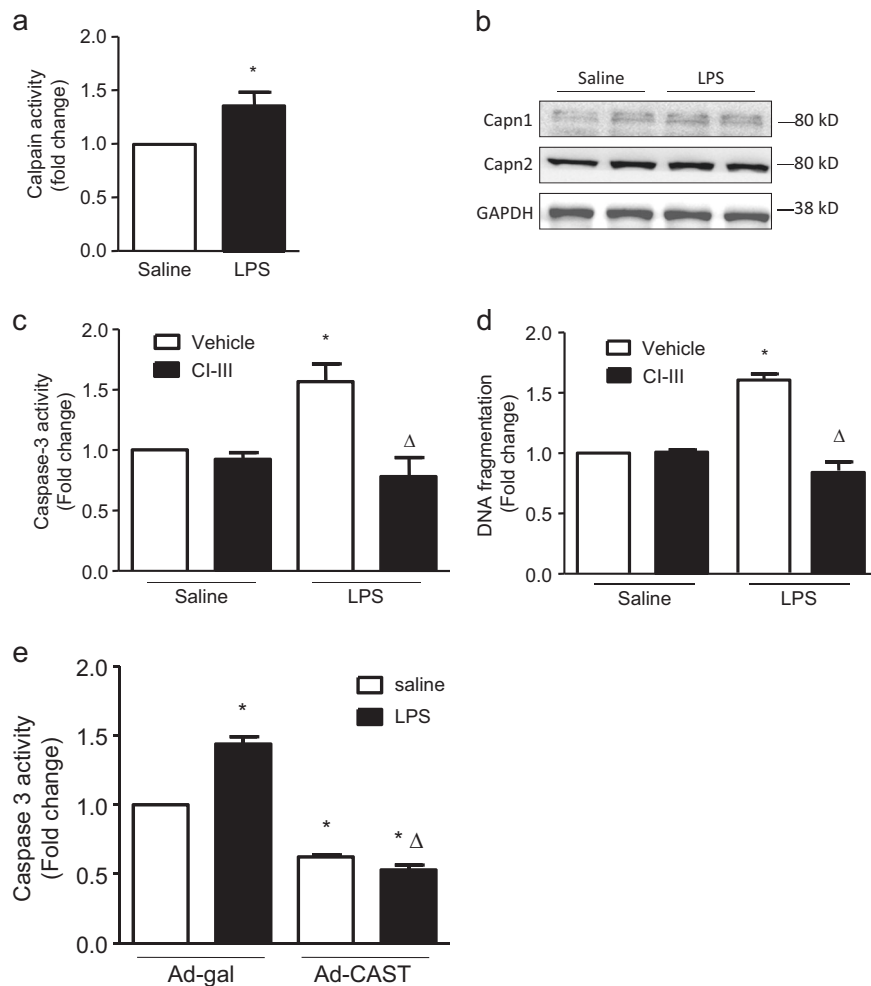 a
2.0
1.5
1.0
0.5
0.0
Calpain activity
(fold change)
*
Saline
LPS
b
Saline
LPS
Capn1
80 kD
Capn2
80 kD
GAPDH
38 kD
c
2.0
1.5
1.0
0.5
0.0
Caspase-3 activity
(Fold change)
Vehicle
CI-III
*
Δ
Saline
LPS
d
2.0
1.5
1.0
0.5
0.0
DNA fragmentation
(Fold change)
Vehicle
CI-III
*
Δ
Saline
LPS
e
2.0
1.5
1.0
0.5
0.0
Caspase 3 activity
(Fold change)
saline
LPS
*
*
* Δ
Ad-gal
Ad-CAST